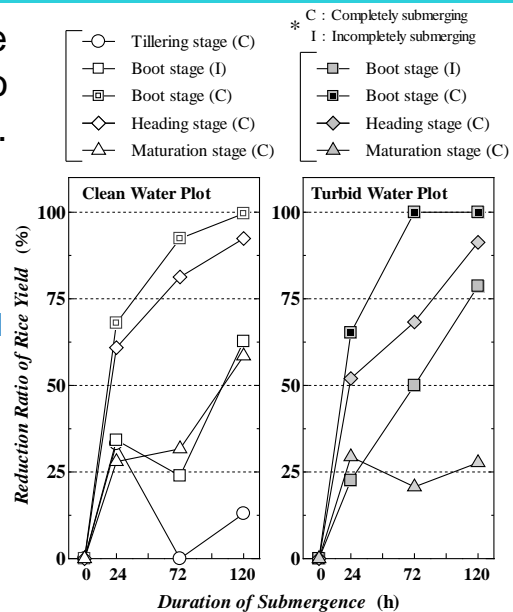 e
o
.
* C : Completely submerging
I : Incompletely submerging
Tillering stage (C)
Boot stage (I)
Boot stage (C)
Heading stage (C)
Maturation stage (C)
Boot stage (I)
Boot stage (C)
Heading stage (C)
Maturation stage (C)
Clean Water Plot
Turbid Water Plot
Reduction Ratio of Rice Yield (%)
100
75
50
25
0
100
75
50
25
0
0 24 72 120
0 24 72 120
Duration of Submergence (h)